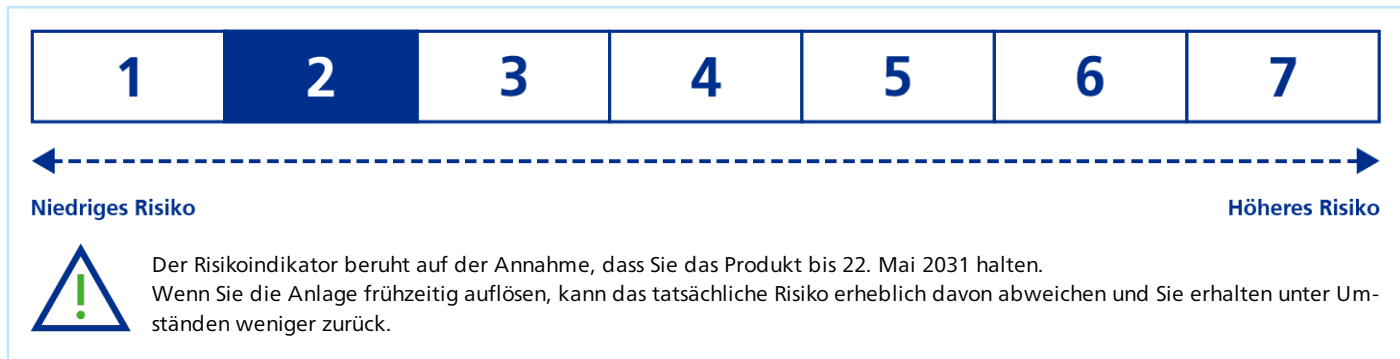 1 2 3 4 5 6 7
Niedriges Risiko Höheres Risiko
!
Der Risikoindikator beruht auf der Annahme, dass Sie das Produkt bis 22. Mai 2031 halten.
Wenn Sie die Anlage frühzeitig auflösen, kann das tatsächliche Risiko erheblich davon abweichen und Sie erhalten unter Um-
ständen weniger zurück.